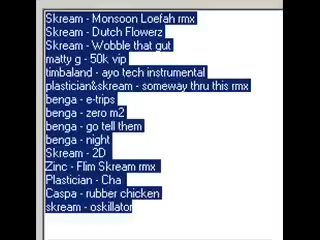 Skream - Monsoon Loefah rmx
Skream - Dutch Flowerz
Skream - Wobble that gut
matty g - 50k vip
timbaland - ayo tech instrumental
plastician&skream - someway thru this rmx
benga - e-trips
benga - zero m2
benga - go tell them
benga - night
Skream - 2D
Zinc - Flim Skream rmx
Plastician - Cha
Caspa - rubber chicken
skream - oskillator